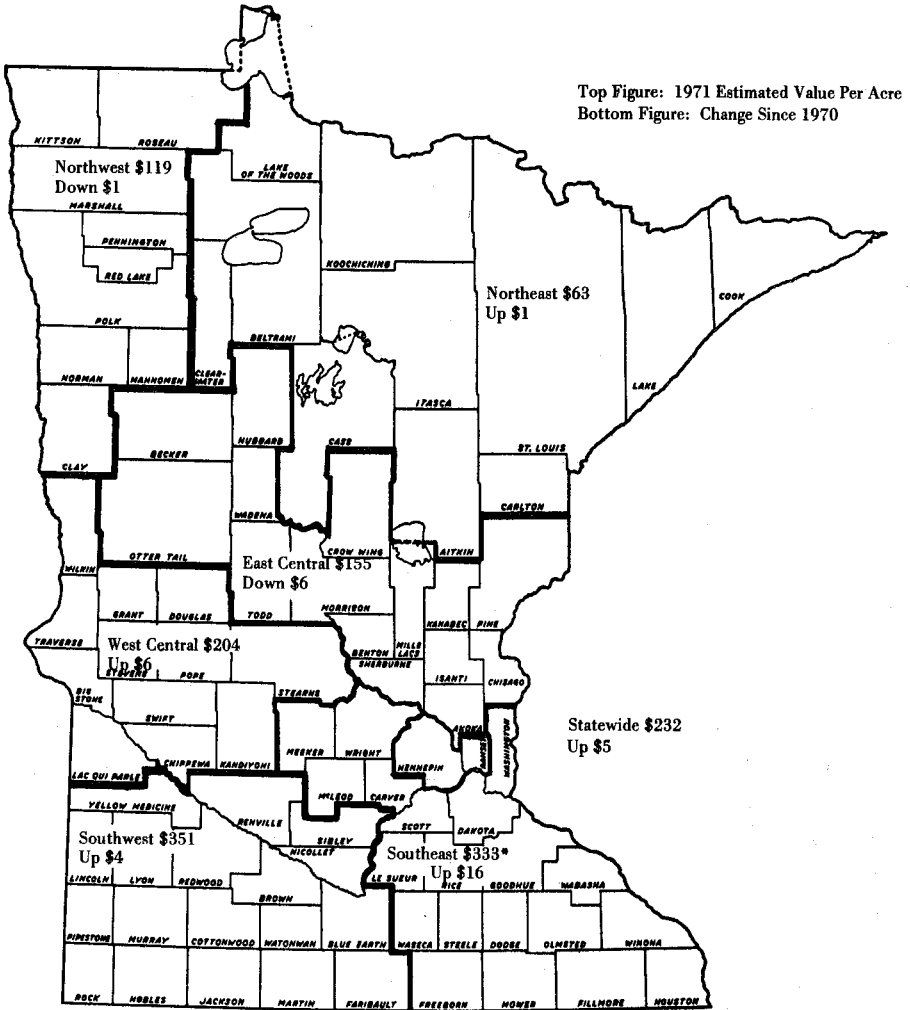 Top Figure: 1971 Estimated Value Per Acre
Bottom Figure: Change Since 1970
KITTSON
ROSEAU
LAKE
OF THE WOODS
Northwest $119
Down $1
MARSHALL
PENNINGTON
RED LAKE
KOOCHICHING
Northeast $63
Up $1
COOK
POLK
BELTRAMI
NORMAN
MAHNOMEN
CLEAR-
WATER
LAKE
ITASCA
HUBBARD
CASS
ST. LOUIS
BECKER
CLAY
CARLTON
WADENA
CROW WING
AITKIN
OTTER TAIL
WILKIN
East Central $155
Down $6
GRANT
DOUGLAS
TODD
MORRISON
KANABEC
PINE
TRAVERSE
West Central $204
Up $6
STEVENS
POPE
BENTON
MILLE
LACS
SHERBURNE
ISANTI
CHISAGO
BIG
STONE
STEARNS
SWIFT
ANOKA
RAMSEY
WASHINGTON
Statewide $232
Up $5
MEEKER
WRIGHT
HENNEPIN
LAC QUI PARLE
CHIPPEWA
KANDIYOHI
McLEOD
CARVER
YELLOW MEDICINE
RENVILLE
SCOTT
DAKOTA
Southwest $351
Up $4
SIBLEY
NICOLLET
Southeast $333*
Up $16
LINCOLN
LYON
REDWOOD
BROWN
LE SUEUR
RICE
GOODHUE
WABASHA
PIPESTONE
MURRAY
COTTONWOOD
WATONWAN
BLUE EARTH
WASECA
STEELE
DODGE
OLMSTED
WINONA
ROCK
NOBLES
JACKSON
MARTIN
FARIBAULT
FREEBORN
MOWER
FILLMORE
HOUSTON